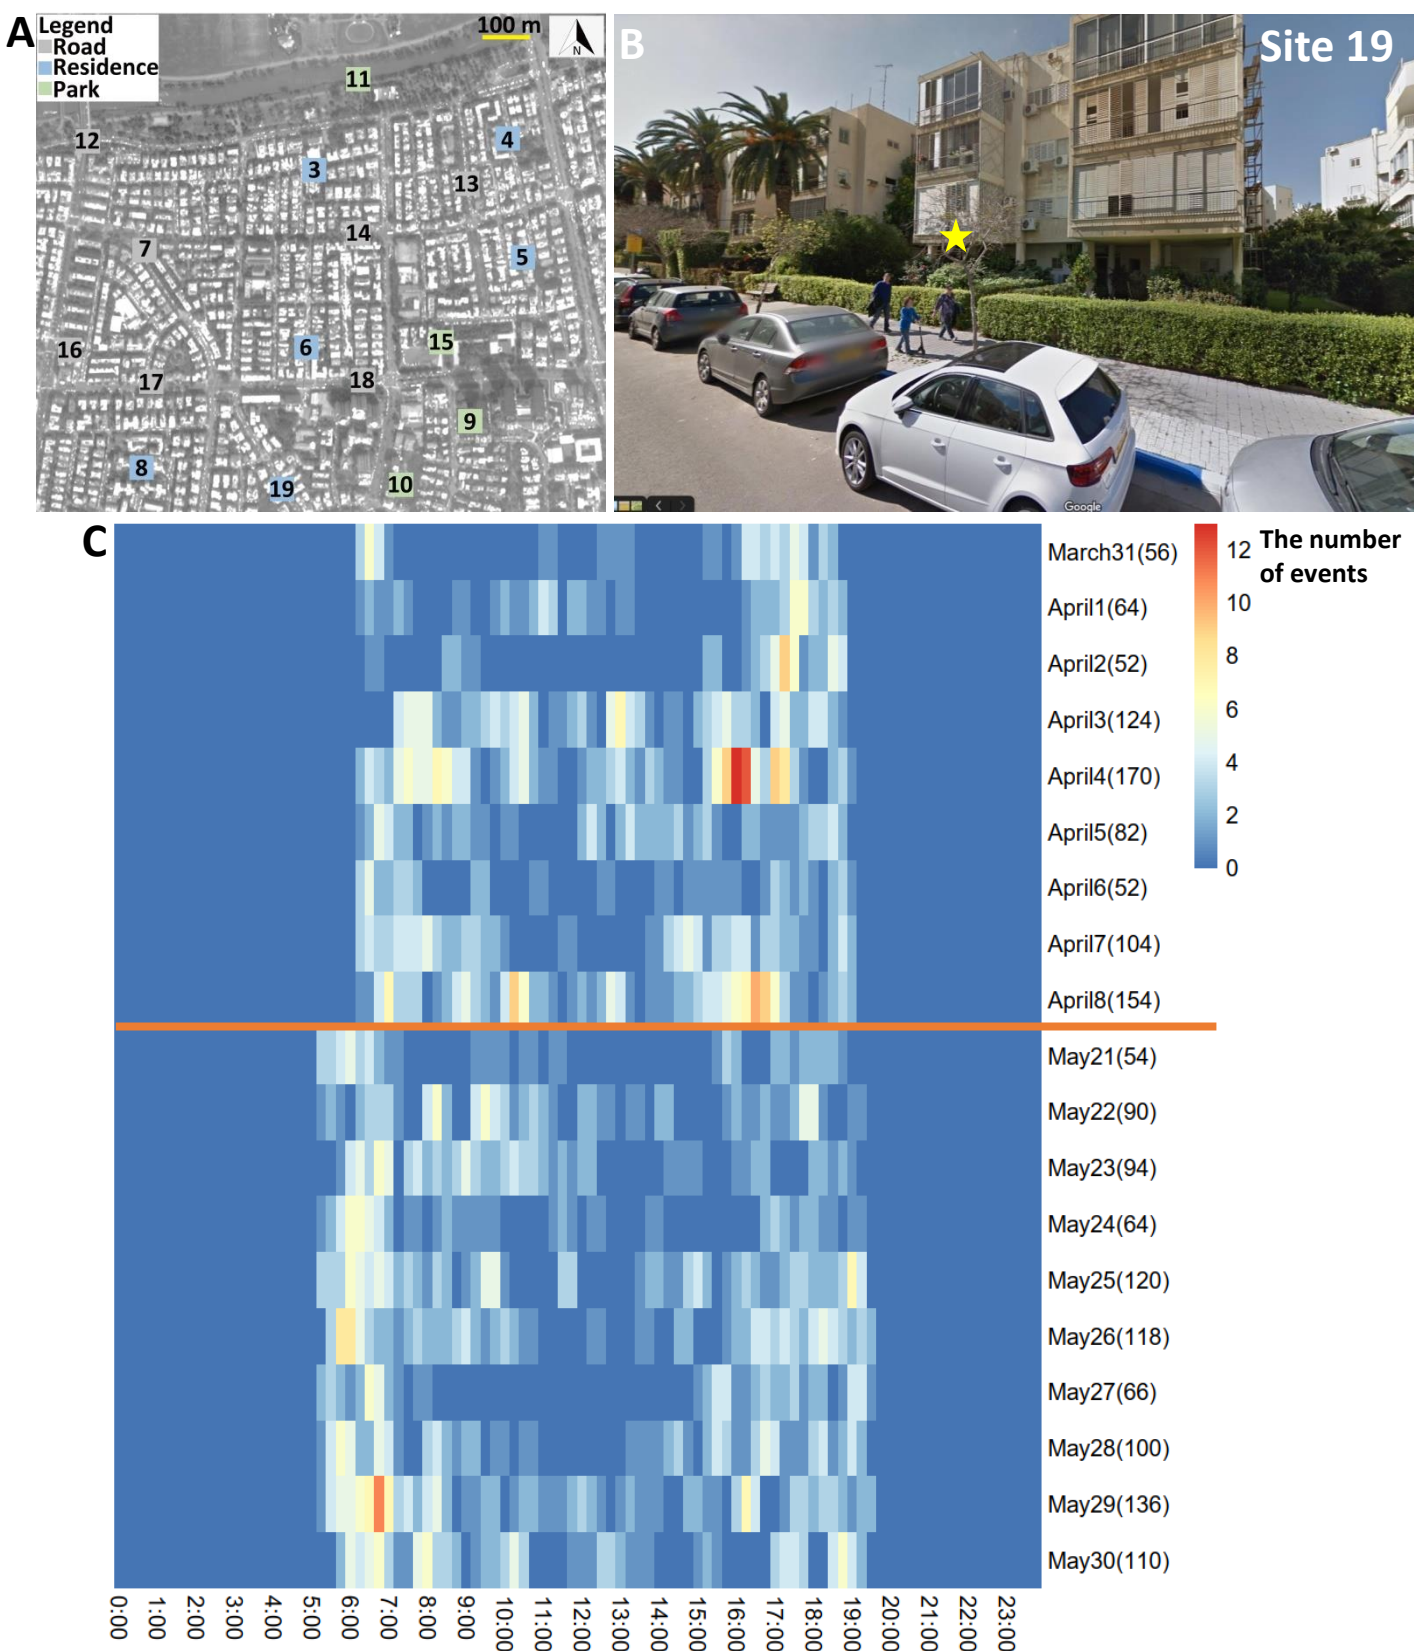 A
Legend
Road
Residence
Park
100 m
N
11
12
4
3
13
14
7
5
6
15
16
17
18
9
8
19
10
B
Site 19
Google
C
March31(56)
April1(64)
April2(52)
April3(124)
April4(170)
April5(82)
April6(52)
April7(104)
April8(154)
May21(54)
May22(90)
May23(94)
May24(64)
May25(120)
May26(118)
May27(66)
May28(100)
May29(136)
May30(110)
The number
of events
12
10
8
6
4
2
0
0:00
1:00
2:00
3:00
4:00
5:00
6:00
7:00
8:00
9:00
10:00
11:00
12:00
13:00
14:00
15:00
16:00
17:00
18:00
19:00
20:00
21:00
22:00
23:00